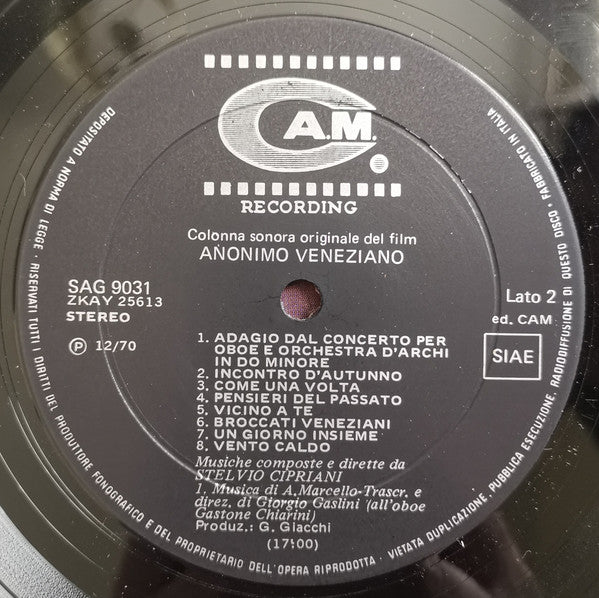 CAM.
RECORDING
Colonna sonora originale del film
ANONIMO VENEZIANO
SAG 9031
ZKAY 25613
STEREO
Ⓟ 12/70
Lato 2
ed. CAM
SIAE
1. ADAGIO DAL CONCERTO PER
OBOE E ORCHESTRA D'ARCHI
IN DO MINORE
2. INCONTRO D'AUTUNNO
3. COME UNA VOLTA
4. PENSIERI DEL PASSATO
5. VICINO A TE
6. BROCCATI VENEZIANI
7. UN GIORNO INSIEME
8. VENTO CALDO
Musiche composte e dirette da
STELVIO CIPRIANI
1. Musica di A.Marcello-Trascr. e
direz. di Giorgio Gaslini (all'oboe
Gastone Chiarini)
Produz.: G. Giacchi
(17:00)
DEPOSITATO A NORMA DI LEGGE · RISERVATI TUTTI I DIRITTI DEL PRODUTTORE FONOGRAFICO E DEL PROPRIETARIO DELL'OPERA RIPRODOTTA · VIETATA DUPLICAZIONE, PUBBLICA ESECUZIONE, RADIODIFFUSIONE DI QUESTO DISCO · FABBRICATO IN ITALIA